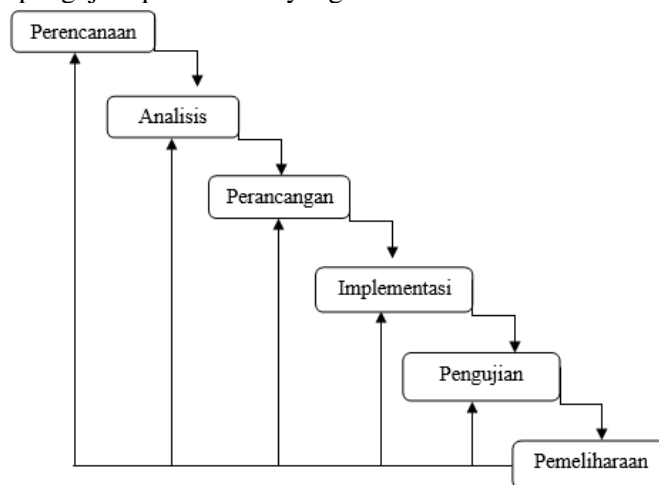 Perencanaan
Analisis
Perancangan
Implementasi
Pengujian
Pemeliharaan